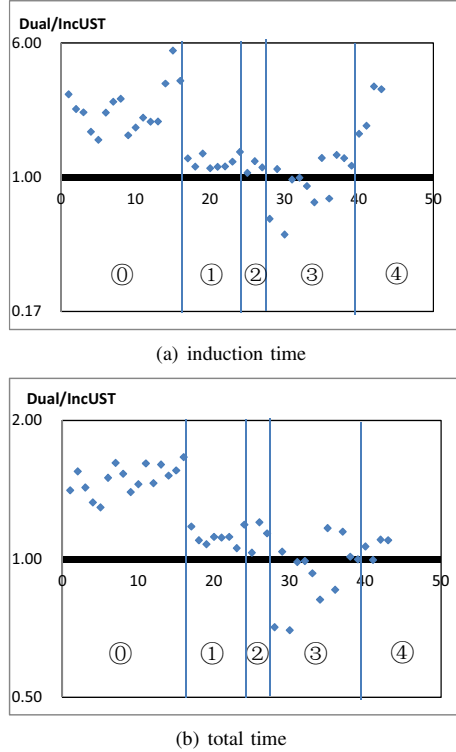 Dual/IncUST
6.00
1.00
0 10 20 30 40 50
⓪ ① ② ③ ④
0.17
(a) induction time
Dual/IncUST
2.00
1.00
0 10 20 30 40 50
⓪ ① ② ③ ④
0.50
(b) total time